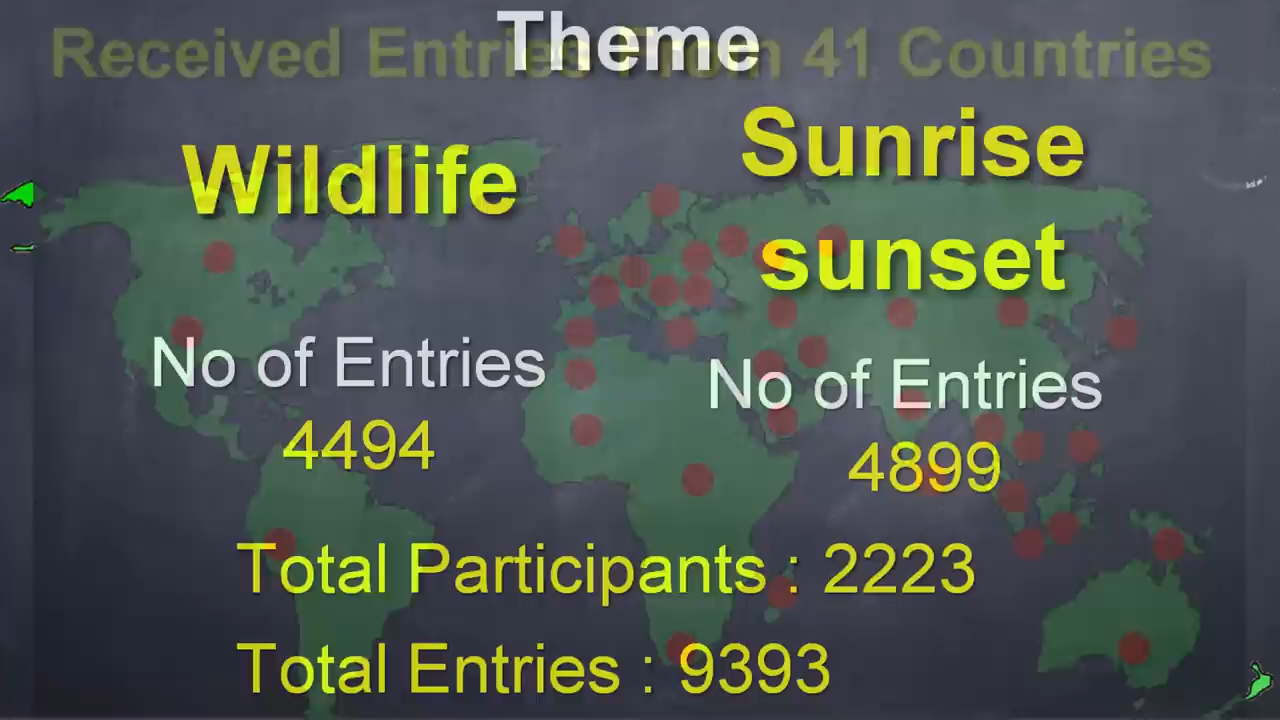 Theme
Received Entries From 41 Countries
Wildlife
Sunrise
sunset
No of Entries
4494
No of Entries
4899
Total Participants : 2223
Total Entries : 9393